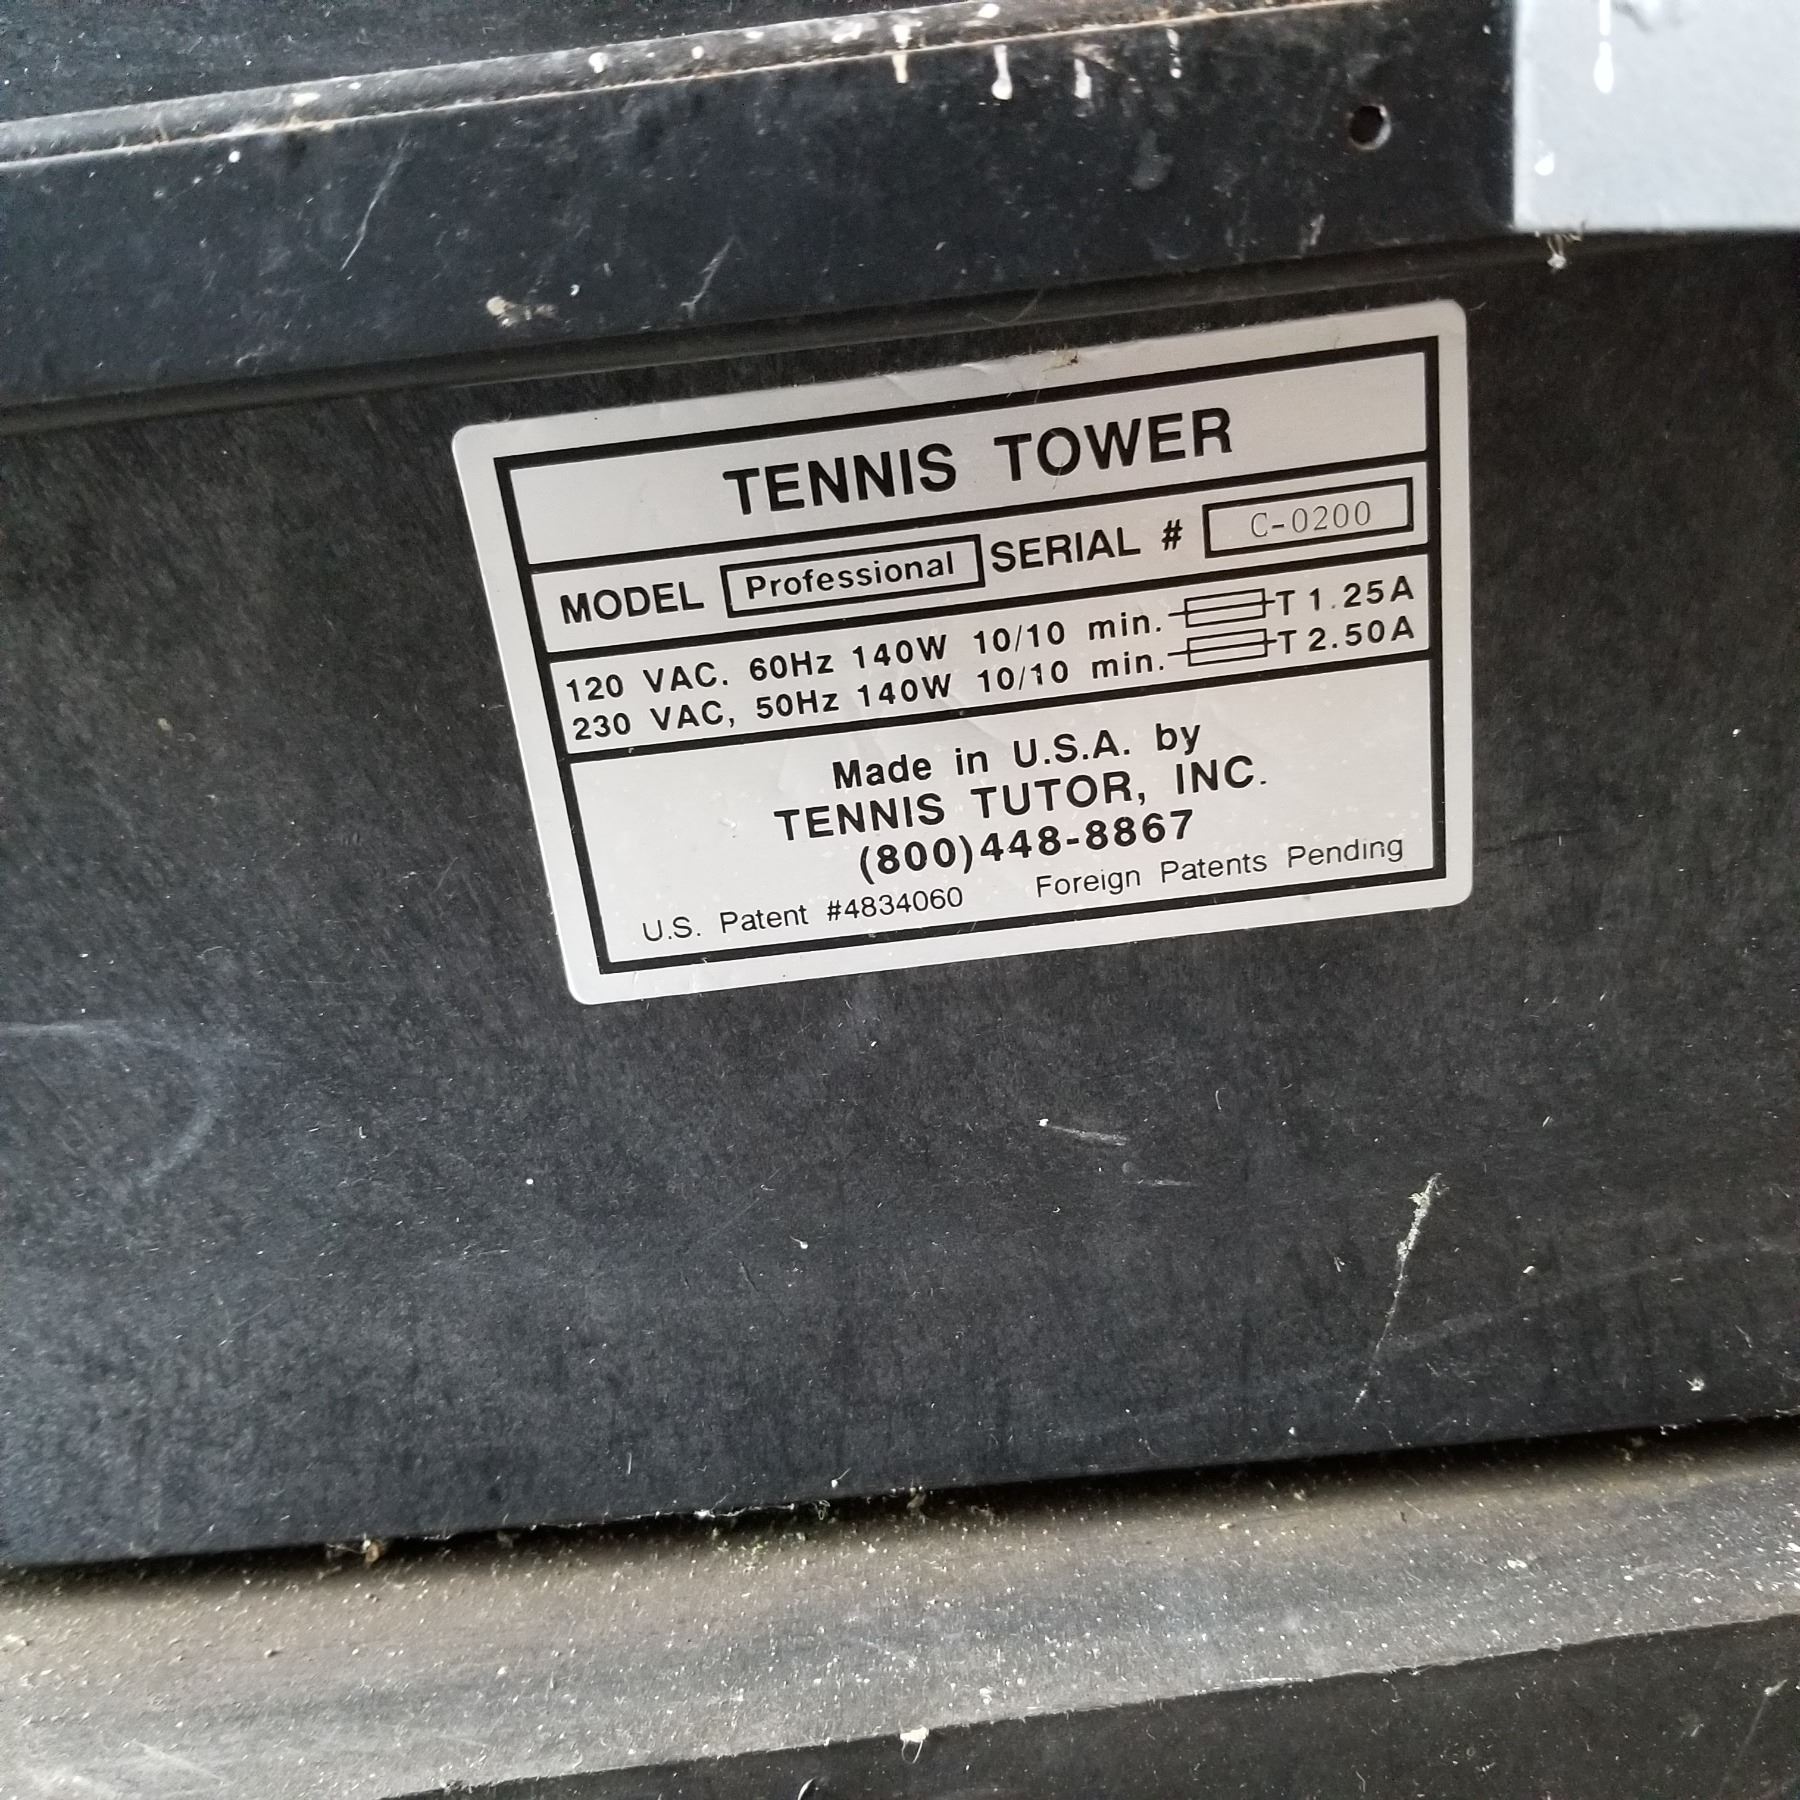 TENNIS TOWER
MODEL Professional SERIAL # C-0200
120 VAC. 60Hz 140W 10/10 min. T 1.25A
230 VAC, 50Hz 140W 10/10 min. T 2.50A
Made in U.S.A. by
TENNIS TUTOR, INC.
(800)448-8867
U.S. Patent #4834060 Foreign Patents Pending